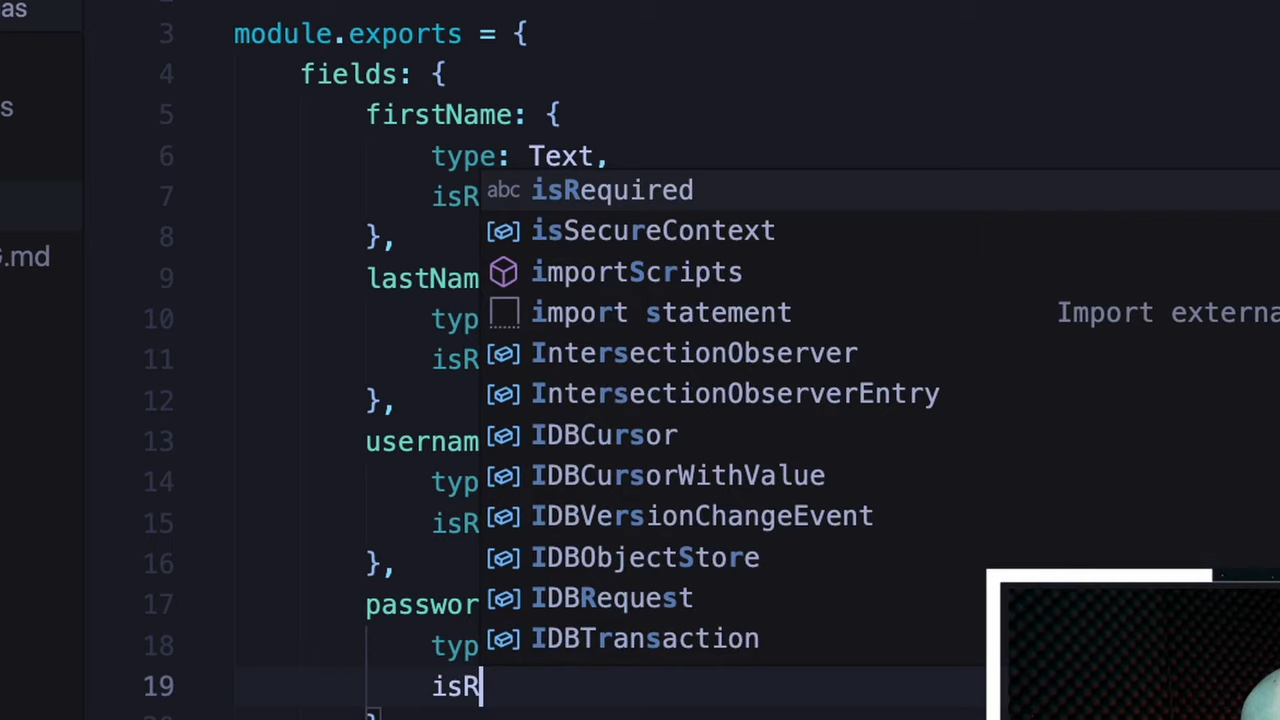 as
s
.md
3 module.exports = {
4 fields: {
5 firstName: {
6 type: Text,
7 isR
8 },
9 lastNam
10 typ
11 isR
12 },
13 usernam
14 typ
15 isR
16 },
17 passwor
18 typ
19 isR
abc isRequired
isSecureContext
importScripts
import statement Import externa
IntersectionObserver
IntersectionObserverEntry
IDBCursor
IDBCursorWithValue
IDBVersionChangeEvent
IDBObjectStore
IDBRequest
IDBTransaction